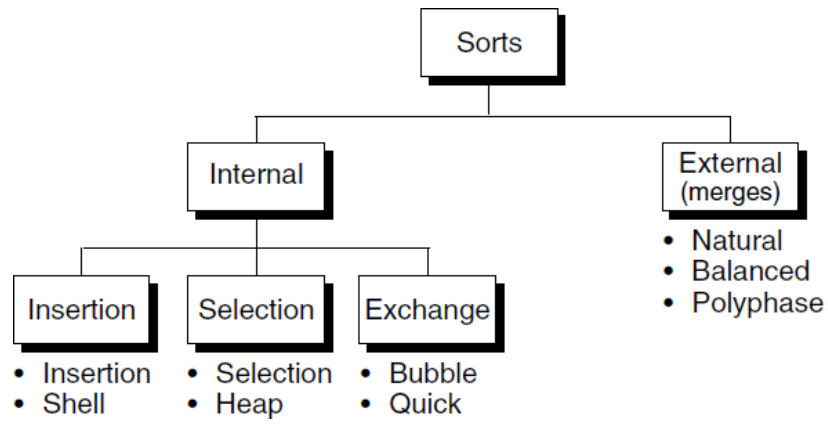 Sorts
Internal
External
(merges)
• Natural
• Balanced
• Polyphase
Insertion
Selection
Exchange
• Insertion
• Shell
• Selection
• Heap
• Bubble
• Quick